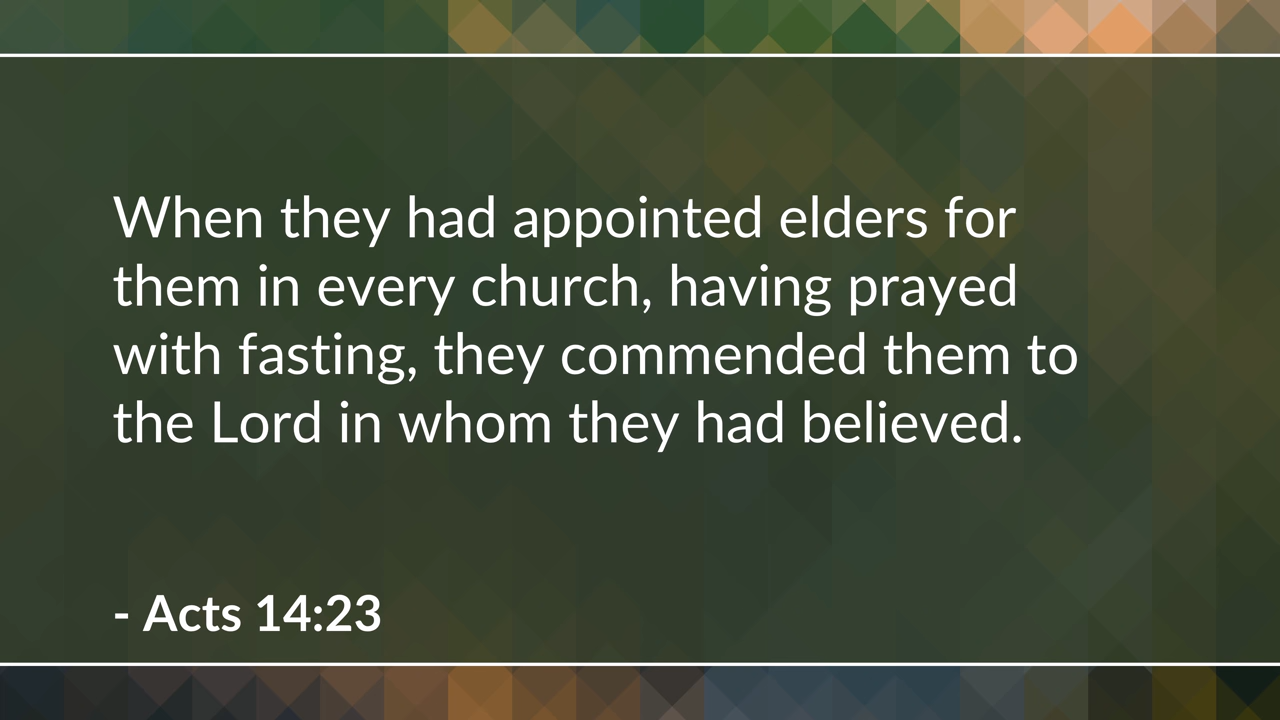 When they had appointed elders for
them in every church, having prayed
with fasting, they commended them to
the Lord in whom they had believed.
- Acts 14:23